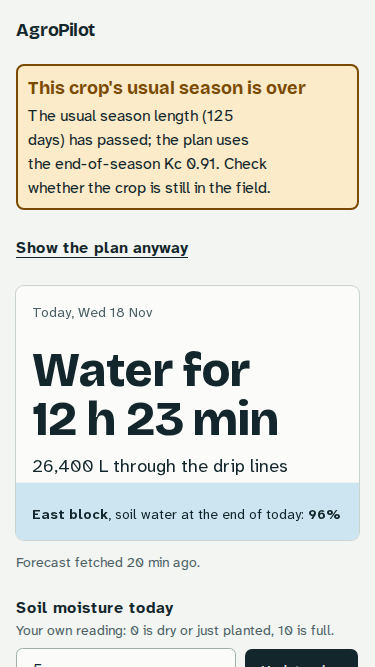 AgroPilot
This crop's usual season is over
The usual season length (125
days) has passed; the plan uses
the end-of-season Kc 0.91. Check
whether the crop is still in the field.
Show the plan anyway
Today, Wed 18 Nov
Water for
12 h 23 min
26,400 L through the drip lines
East block, soil water at the end of today: 96%
Forecast fetched 20 min ago.
Soil moisture today
Your own reading: 0 is dry or just planted, 10 is full.